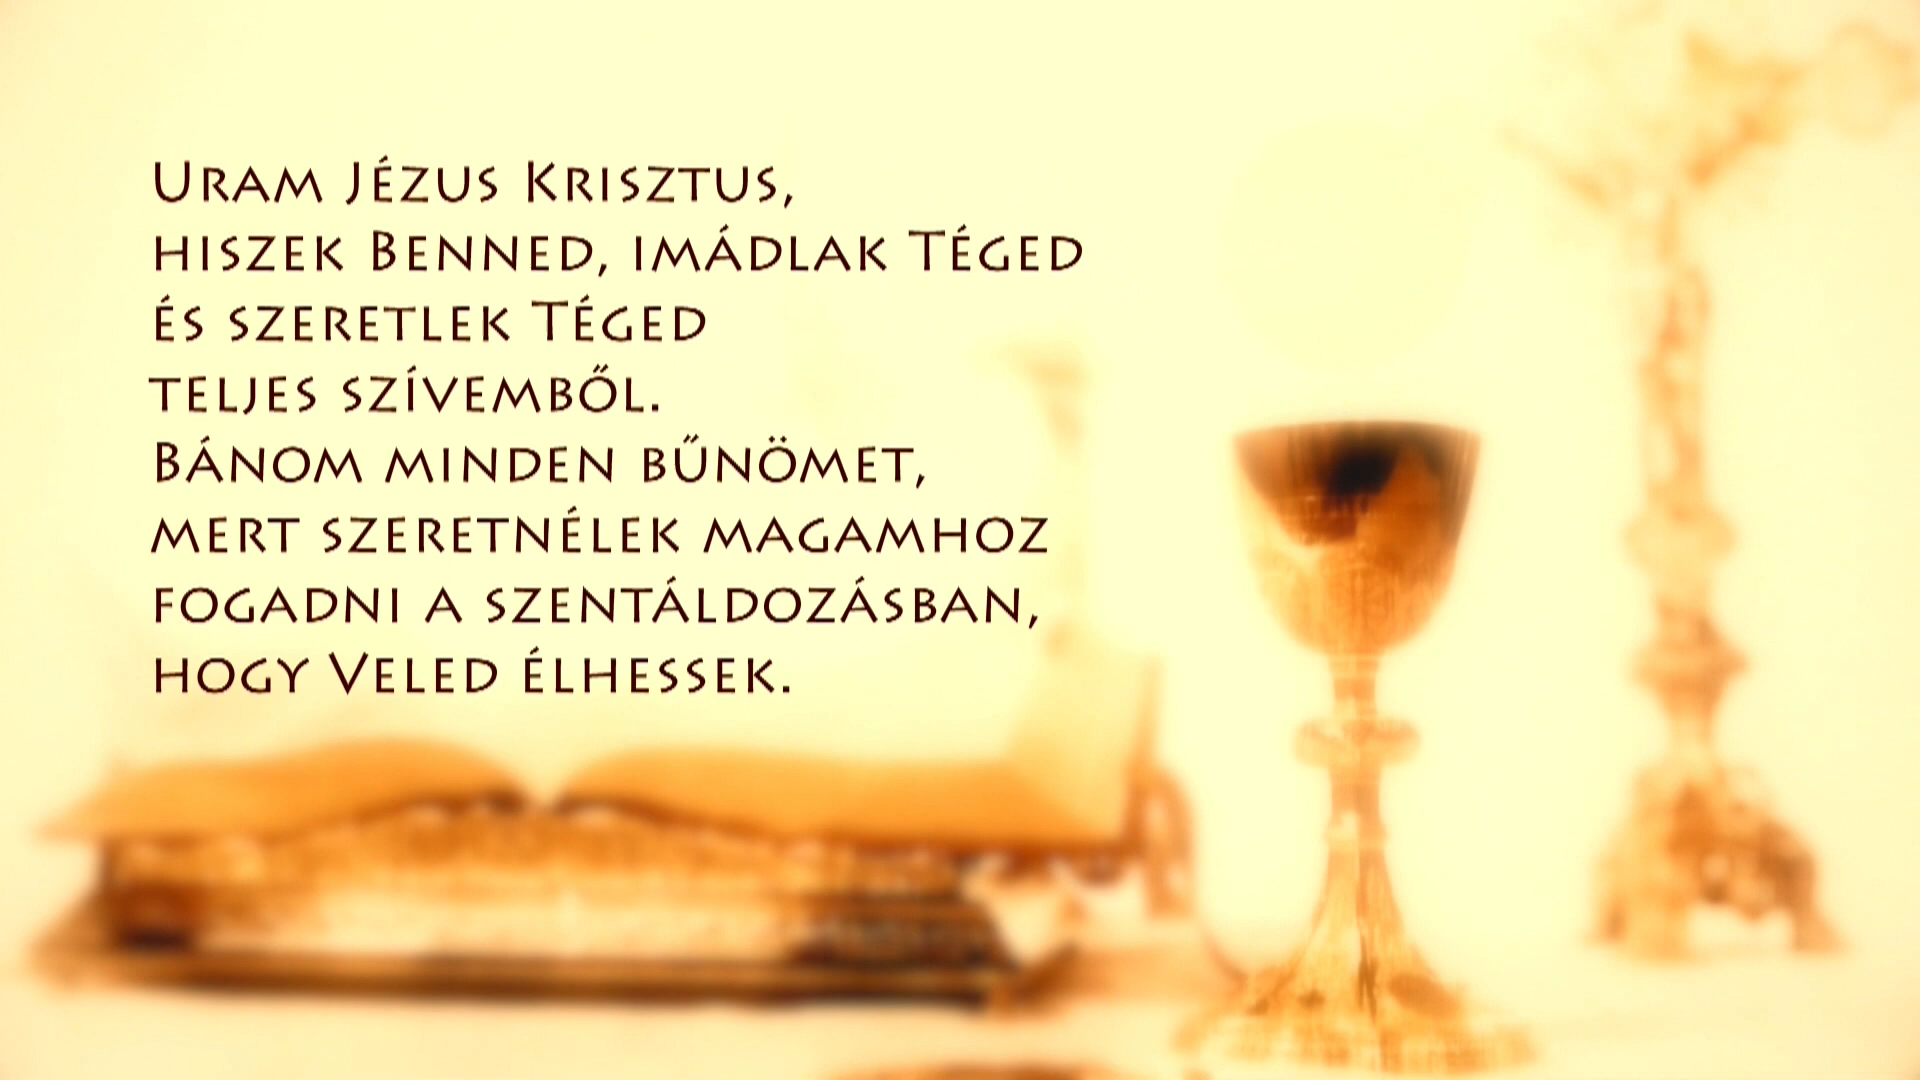 Uram Jézus Krisztus,
hiszek Benned, imádlak Téged
és szeretlek Téged
teljes szívemből.
Bánom minden bűnömet,
mert szeretnélek magamhoz
fogadni a szentáldozásban,
hogy Veled élhessek.